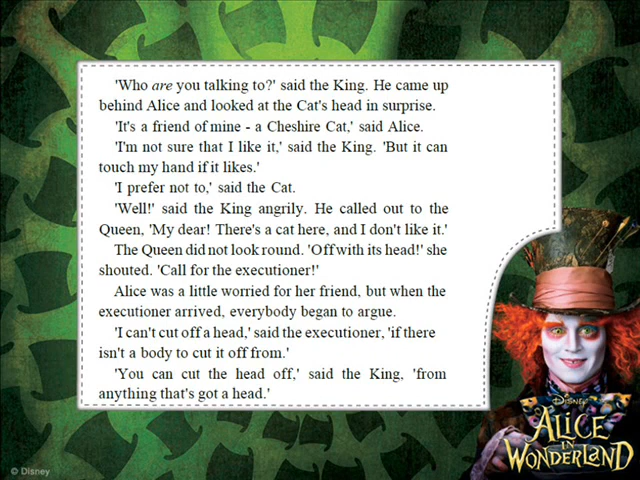 'Who are you talking to?' said the King. He came up
behind Alice and looked at the Cat's head in surprise.
'It's a friend of mine - a Cheshire Cat,' said Alice.
'I'm not sure that I like it,' said the King. 'But it can
touch my hand if it likes.'
'I prefer not to,' said the Cat.
'Well!' said the King angrily. He called out to the
Queen, 'My dear! There's a cat here, and I don't like it.'
The Queen did not look round. 'Off with its head!' she
shouted. 'Call for the executioner!'
Alice was a little worried for her friend, but when the
executioner arrived, everybody began to argue.
'I can't cut off a head,' said the executioner, 'if there
isn't a body to cut it off from.'
'You can cut the head off,' said the King, 'from
anything that's got a head.'
DISNEY
ALICE
IN
WONDERLAND
© Disney